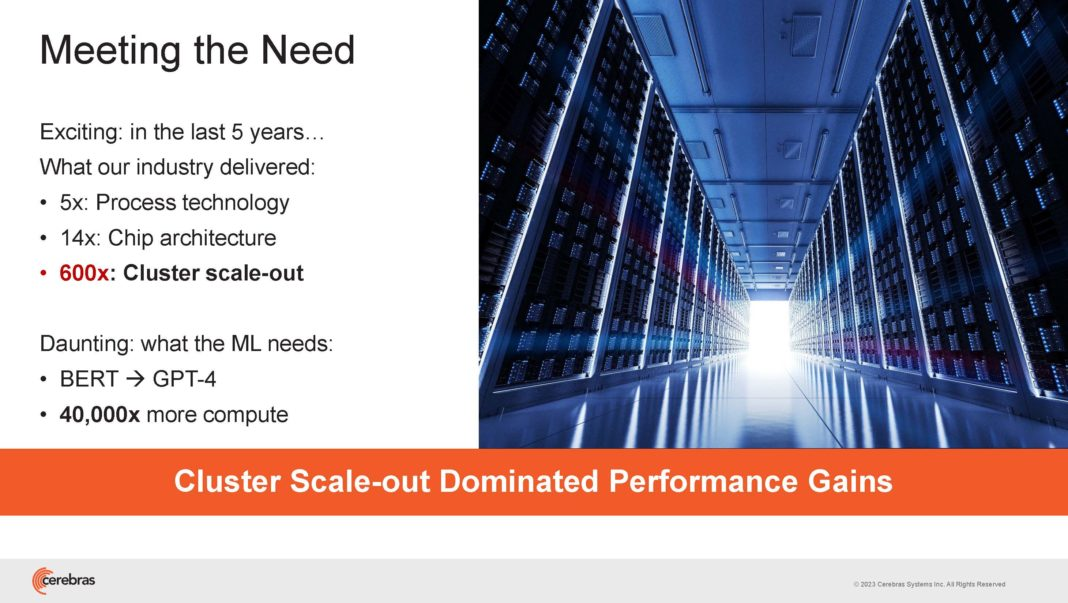 Meeting the Need
Exciting: in the last 5 years…
What our industry delivered:
• 5x: Process technology
• 14x: Chip architecture
• 600x: Cluster scale-out
Daunting: what the ML needs:
• BERT → GPT-4
• 40,000x more compute
Cluster Scale-out Dominated Performance Gains
cerebras
© 2023 Cerebras Systems Inc. All Rights Reserved